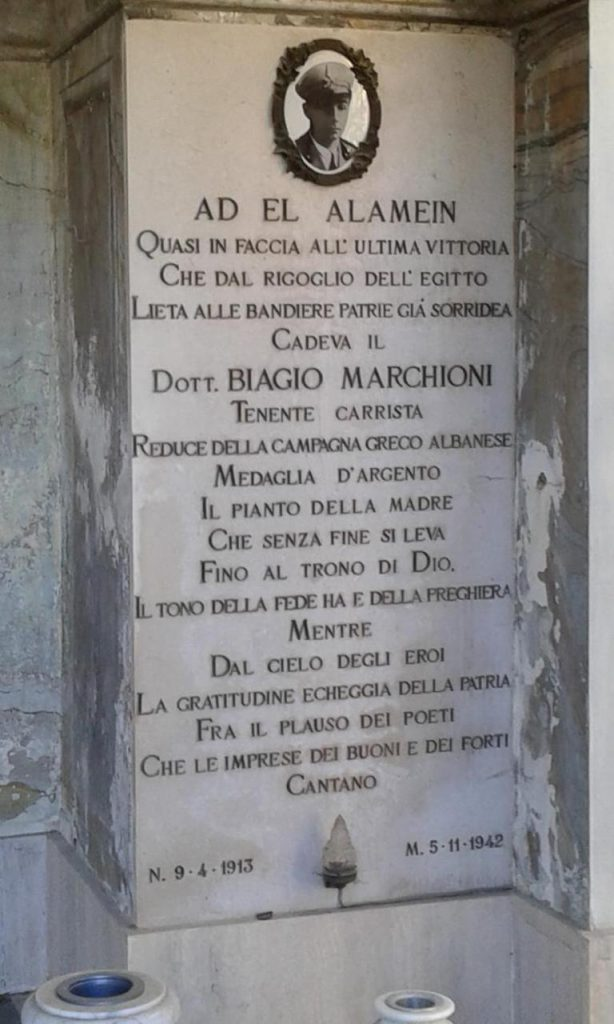 AD EL ALAMEIN
QUASI IN FACCIA ALL' ULTIMA VITTORIA
CHE DAL RIGOGLIO DELL' EGITTO
LIETA ALLE BANDIERE PATRIE GIÁ SORRIDEA
CADEVA IL
DOTT. BIAGIO MARCHIONI
TENENTE CARRISTA
REDUCE DELLA CAMPAGNA GRECO ALBANESE
MEDAGLIA D'ARGENTO
IL PIANTO DELLA MADRE
CHE SENZA FINE SI LEVA
FINO AL TRONO DI DIO.
IL TONO DELLA FEDE HA E DELLA PREGHIERA
MENTRE
DAL CIELO DEGLI EROI
LA GRATITUDINE ECHEGGIA DELLA PATRIA
FRA IL PLAUSO DEI POETI
CHE LE IMPRESE DEI BUONI E DEI FORTI
CANTANO
N. 9·4·1913
M. 5·11·1942